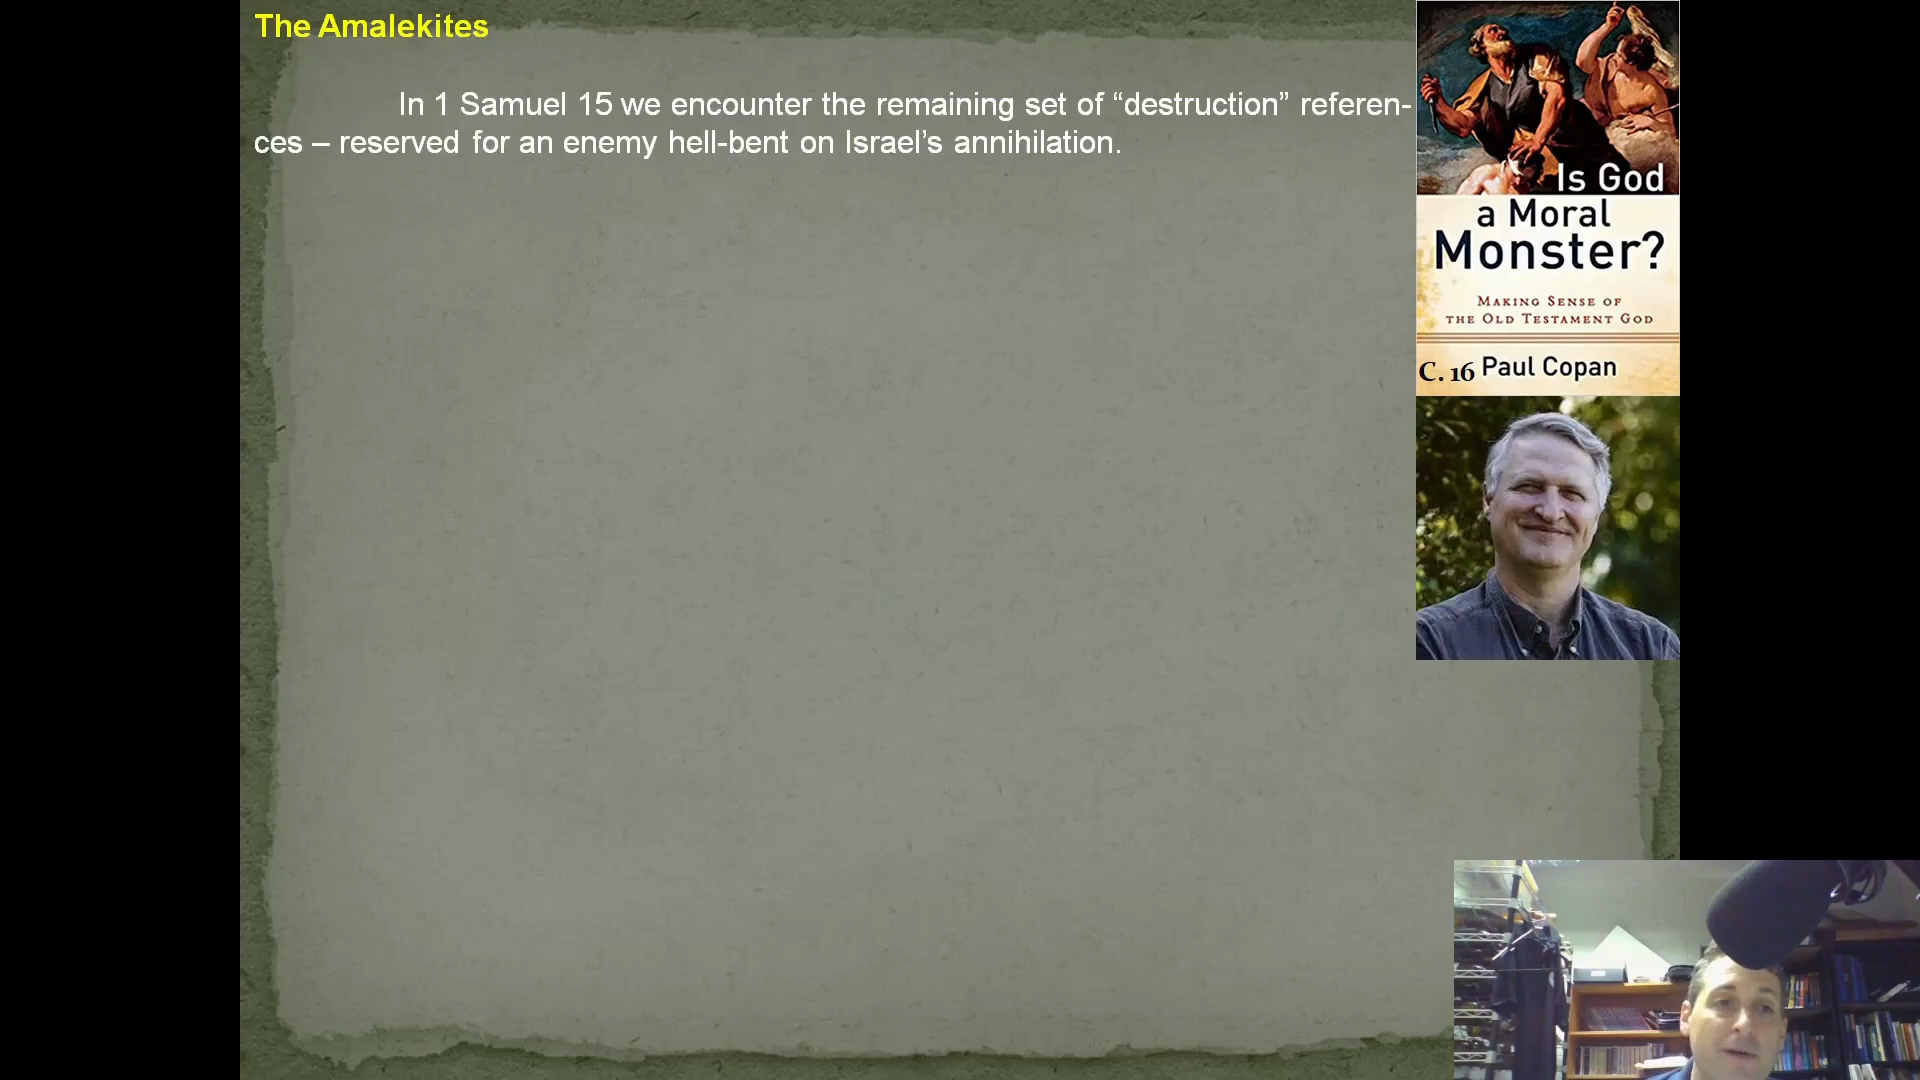 The Amalekites
In 1 Samuel 15 we encounter the remaining set of “destruction” referen-
ces – reserved for an enemy hell-bent on Israel’s annihilation.
Is God
a Moral
Monster?
Making Sense of
the Old Testament God
C. 16 Paul Copan